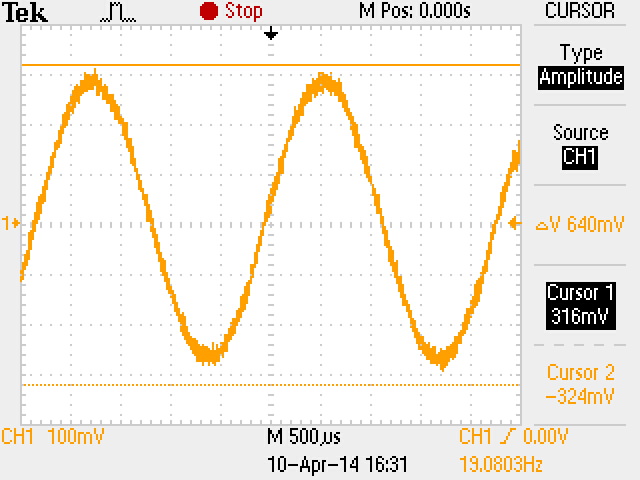 Tek Stop M Pos: 0.000s CURSOR
Type
Amplitude
Source
CH1
1
△V 640mV
Cursor 1
316mV
Cursor 2
-324mV
CH1 100mV M 500µs CH1 / 0.00V
10-Apr-14 16:31 19.0803Hz